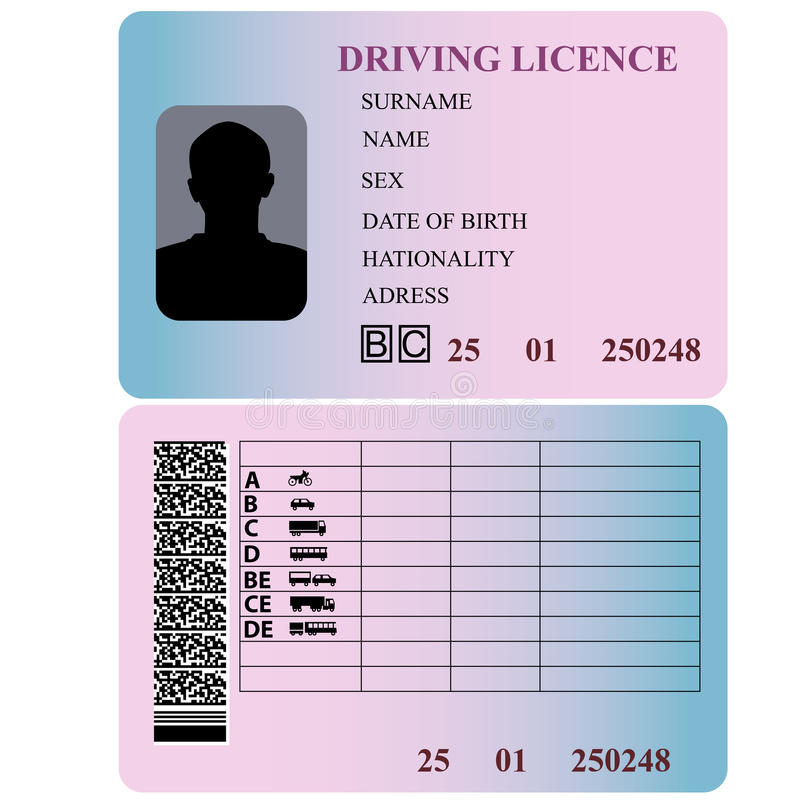 DRIVING LICENCE
SURNAME
NAME
SEX
DATE OF BIRTH
HATIONALITY
ADRESS
B C 25 01 250248
dreamstime
A
B
C
D
BE
CE
DE
25 01 250248